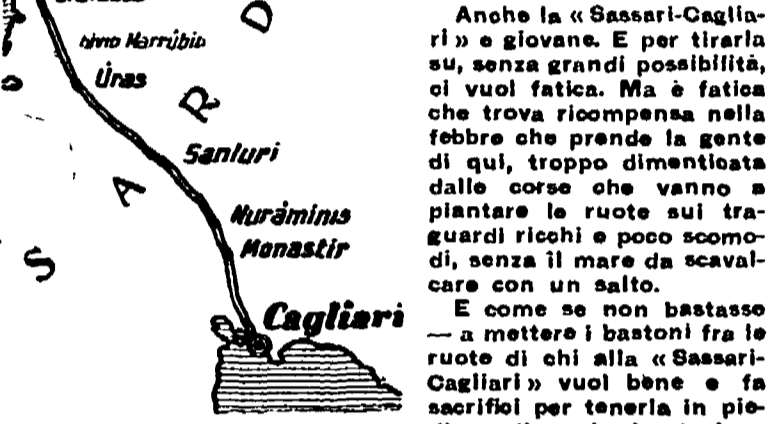 Marrúbiu
Úras
Sanluri
Nuráminis
Monastir
Cagliari
S
A
R
D
Anche la « Sassari-Caglia-
ri » e giovane. E per tirarla
su, senza grandi possibilità,
ci vuol fatica. Ma è fatica
che trova ricompensa nella
febbre che prende la gente
di qui, troppo dimenticata
dalle corse che vanno a
piantare le ruote sui tra-
guardi ricchi e poco scomo-
di, senza il mare da scaval-
care con un salto.
E come se non bastasse
— a mettere i bastoni fra le
ruote di chi alla « Sassari-
Cagliari » vuol bene e fa
sacrifici per tenerla in pie-